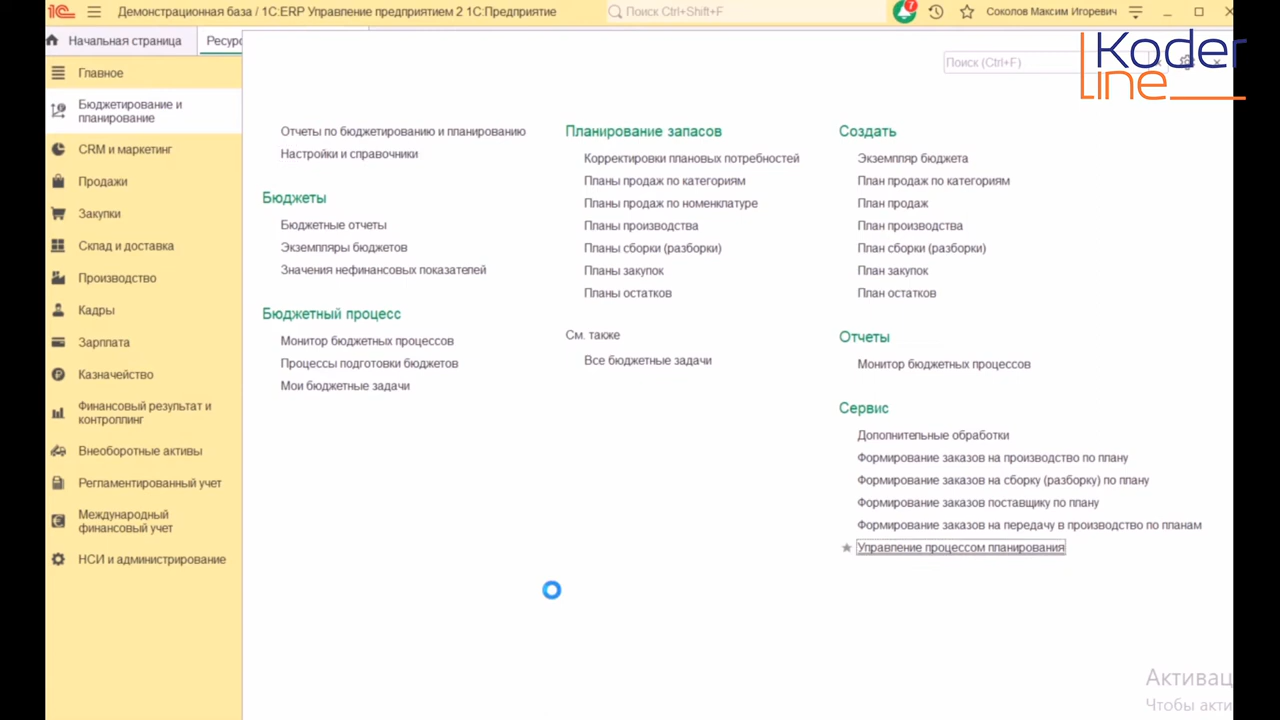 Демонстрационная база / 1С:ERP Управление предприятием 2 1С:Предприятие
Поиск Ctrl+Shift+F
7
Соколов Максим Игоревич
Начальная страница
Ресурс
Koder
line
Поиск (Ctrl+F)
Главное
Бюджетирование и
планирование
CRM и маркетинг
Продажи
Закупки
Склад и доставка
Производство
Кадры
Зарплата
Казначейство
Финансовый результат и
контроллинг
Внеоборотные активы
Регламентированный учет
Международный
финансовый учет
НСИ и администрирование
Отчеты по бюджетированию и планированию
Настройки и справочники
Бюджеты
Бюджетные отчеты
Экземпляры бюджетов
Значения нефинансовых показателей
Бюджетный процесс
Монитор бюджетных процессов
Процессы подготовки бюджетов
Мои бюджетные задачи
Планирование запасов
Корректировки плановых потребностей
Планы продаж по категориям
Планы продаж по номенклатуре
Планы производства
Планы сборки (разборки)
Планы закупок
Планы остатков
См. также
Все бюджетные задачи
Создать
Экземпляр бюджета
План продаж по категориям
План продаж
План производства
План сборки (разборки)
План закупок
План остатков
Отчеты
Монитор бюджетных процессов
Сервис
Дополнительные обработки
Формирование заказов на производство по плану
Формирование заказов на сборку (разборку) по плану
Формирование заказов поставщику по плану
Формирование заказов на передачу в производство по планам
Управление процессом планирования
Активац
Чтобы акти